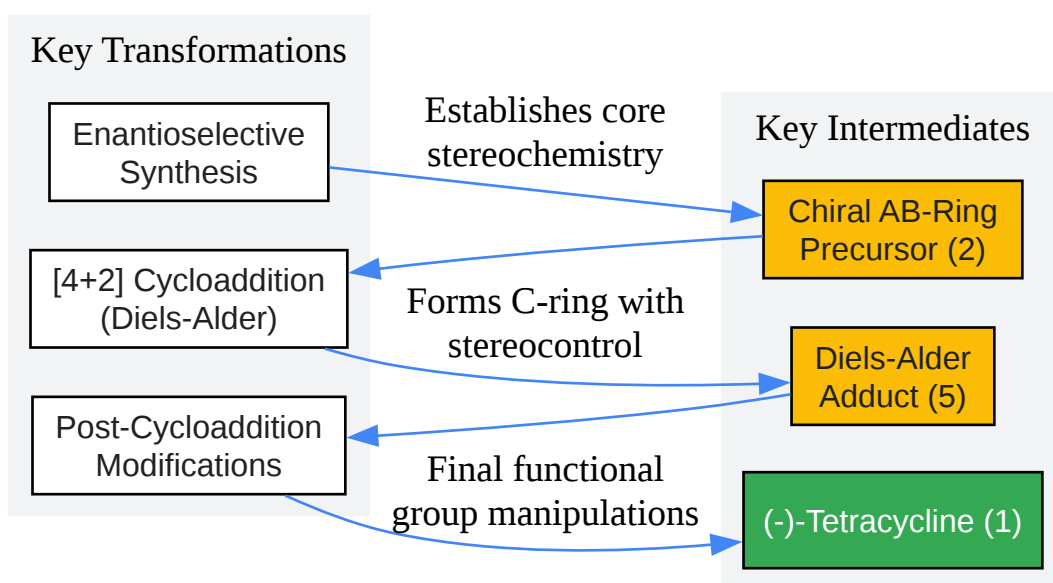 Key Transformations
Enantioselective
Synthesis
[4+2] Cycloaddition
(Diels-Alder)
Post-Cycloaddition
Modifications
Establishes core
stereochemistry
Forms C-ring with
stereocontrol
Final functional
group manipulations
Key Intermediates
Chiral AB-Ring
Precursor (2)
Diels-Alder
Adduct (5)
(-)-Tetracycline (1)